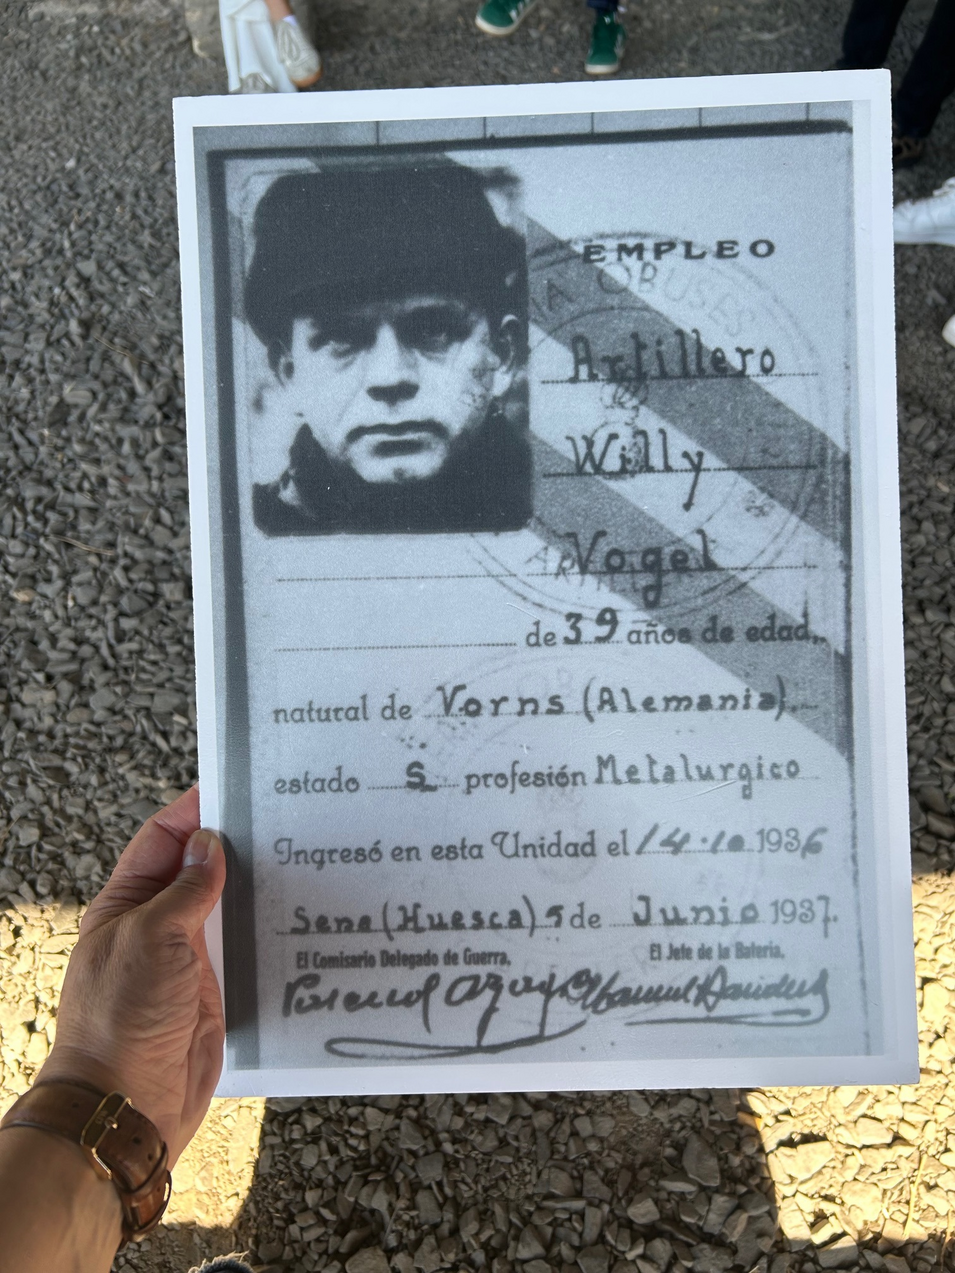 EMPLEO
OBUSES
Artillero
Willy
Vogel
de 39 años de edad.
natural de Vorns (Alemania).
estado S profesión Metalurgico
Ingresó en esta Unidad el 14-10 1936
Sena (Huesca) 5 de Junio 1937.
El Comisario Delegado de Guerra, El Jefe de la Bateria,